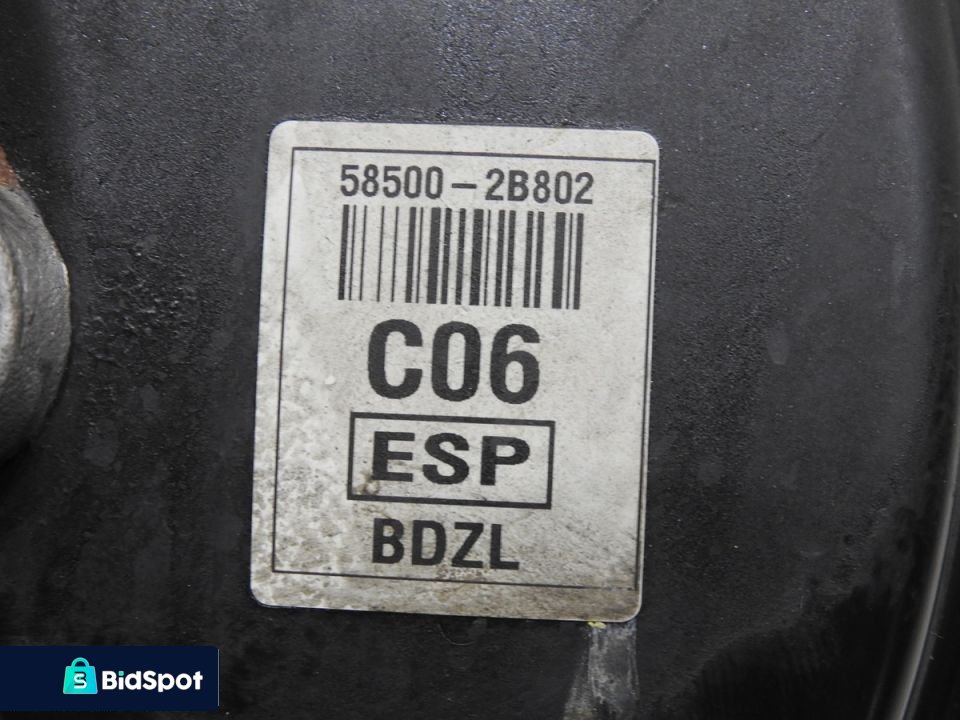 58500-2B802
C06
ESP
BDZL
BidSpot